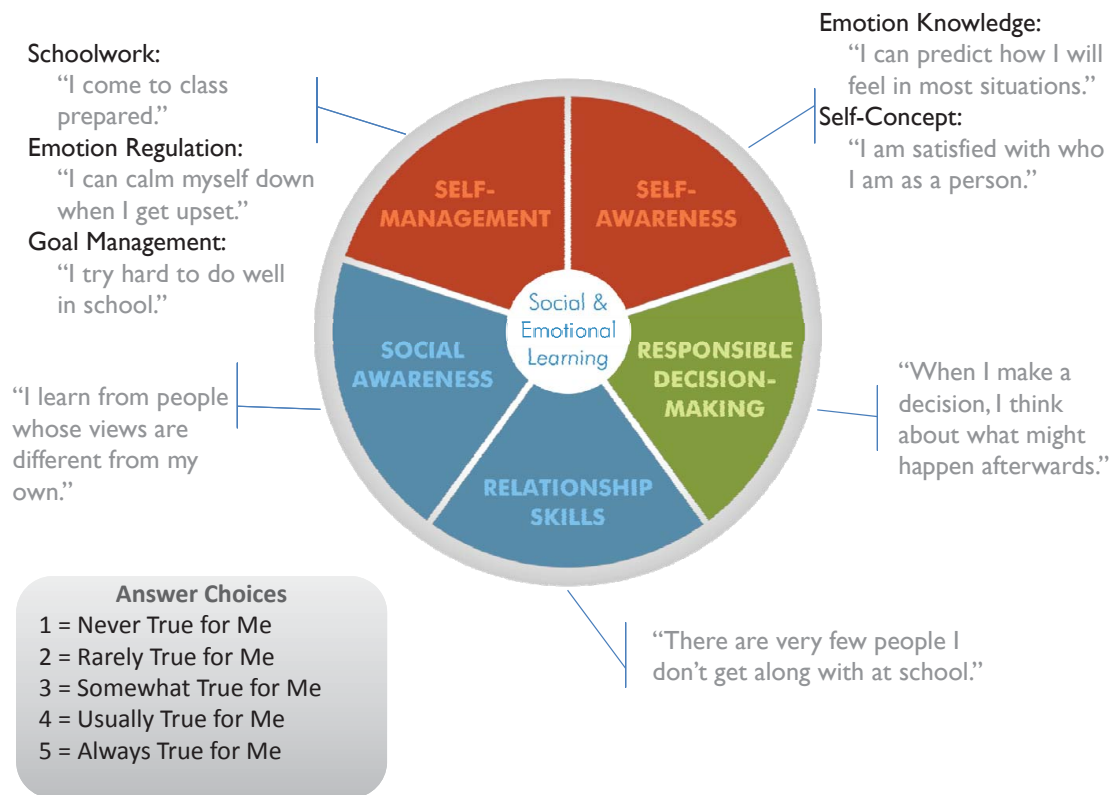 Schoolwork:
“I come to class
prepared.”
Emotion Regulation:
“I can calm myself down
when I get upset.”
Goal Management:
“I try hard to do well
in school.”
Emotion Knowledge:
“I can predict how I will
feel in most situations.”
Self-Concept:
“I am satisfied with who
I am as a person.”
SELF-
MANAGEMENT
SELF-
AWARENESS
Social &
Emotional
Learning
SOCIAL
AWARENESS
RESPONSIBLE
DECISION-
MAKING
RELATIONSHIP
SKILLS
“I learn from people
whose views are
different from my
own.”
“When I make a
decision, I think
about what might
happen afterwards.”
“There are very few people I
don’t get along with at school.”
Answer Choices
1 = Never True for Me
2 = Rarely True for Me
3 = Somewhat True for Me
4 = Usually True for Me
5 = Always True for Me